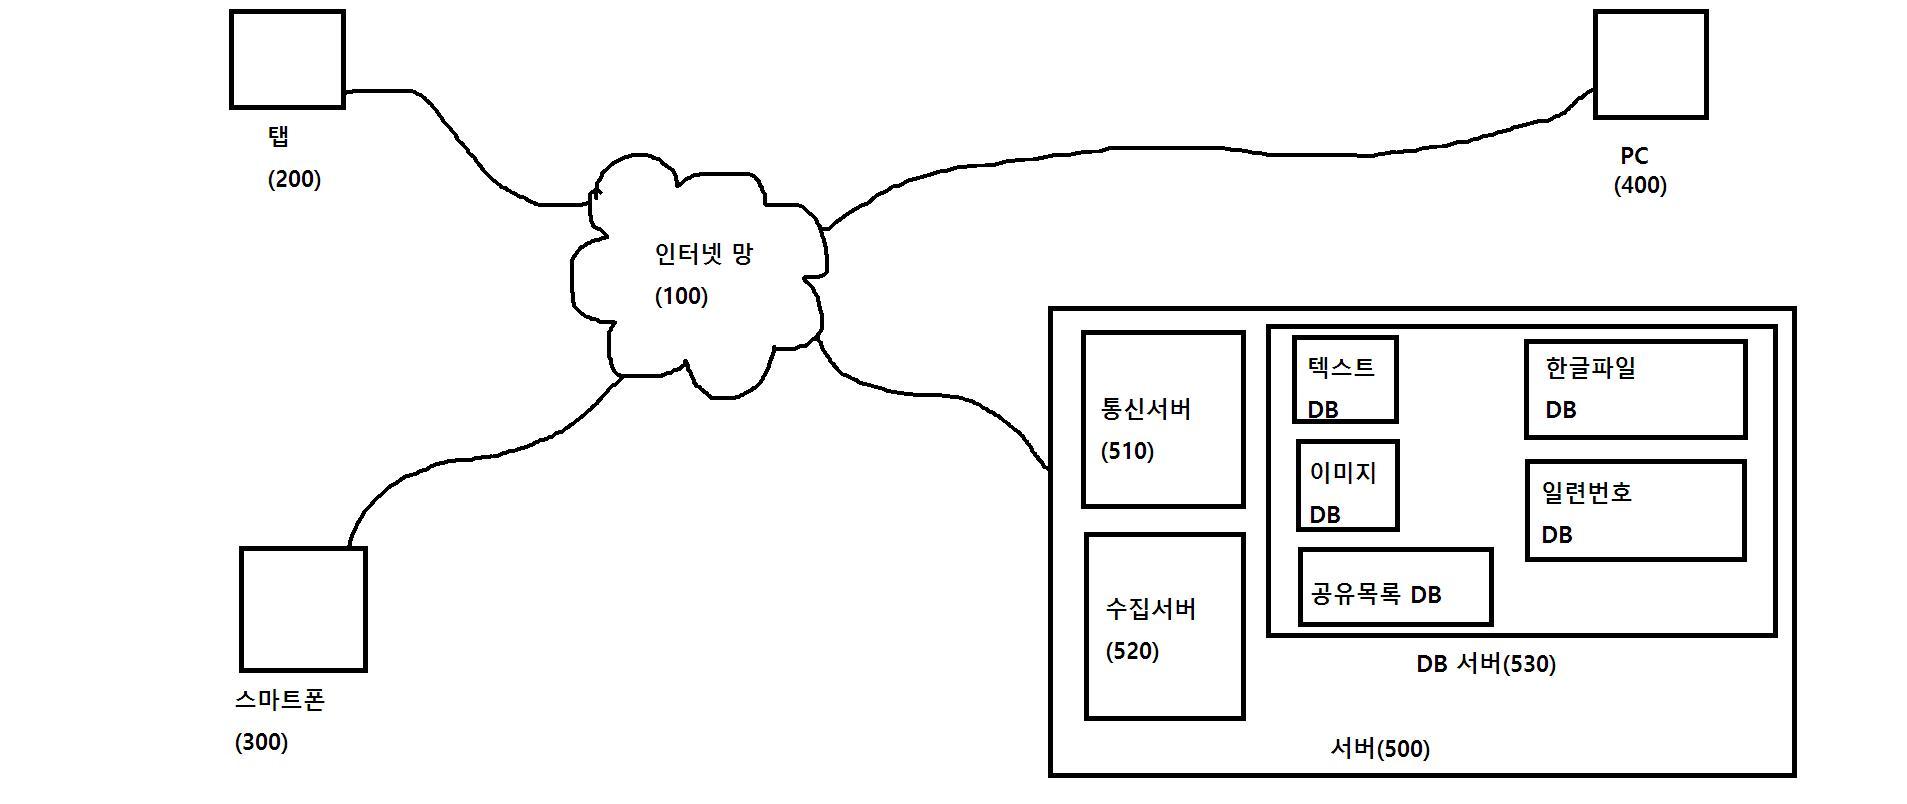 탭
(200)
PC
(400)
인터넷 망
(100)
스마트폰
(300)
통신서버
(510)
수집서버
(520)
텍스트
DB
이미지
DB
공유목록 DB
한글파일
DB
일련번호
DB
DB 서버(530)
서버(500)